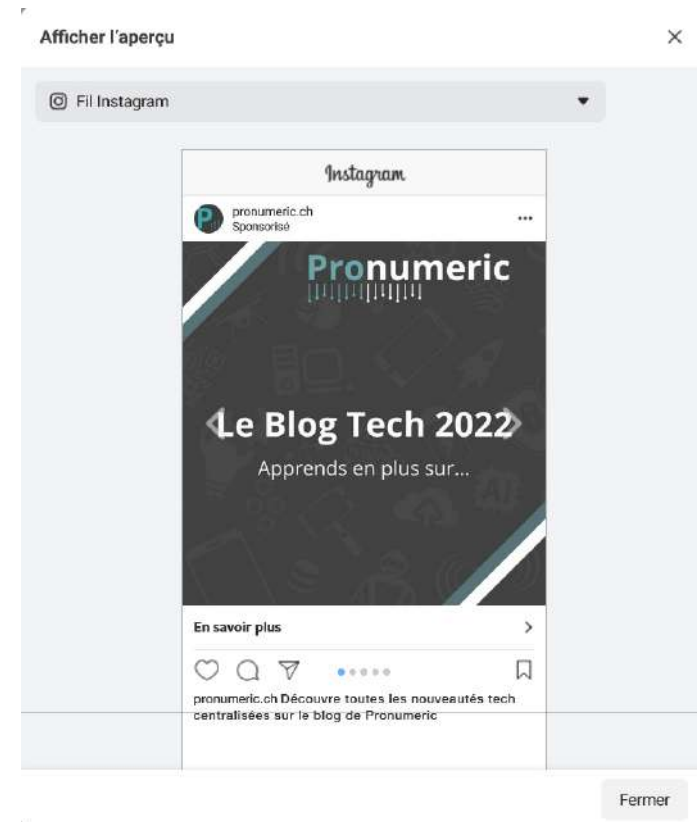 Afficher l'aperçu
Fil Instagram
Instagram
pronumeric.ch
Sponsorisé
Pronumeric
Le Blog Tech 2022
Apprends en plus sur...
En savoir plus
pronumeric.ch Découvre toutes les nouveautés tech
centralisées sur le blog de Pronumeric
Fermer